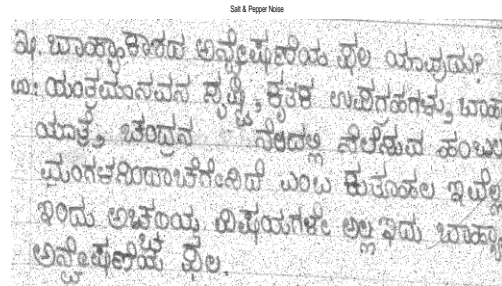 Salt & Pepper Noise
೩೬. ಬಾಹ್ಯಾಕಾಶದ ಅನ್ವೇಷಣೆಯ ಫಲ ಯಾವುದು?
ಉ: ಯಂತ್ರಮಾನವನ ಸೃಷ್ಟಿ, ಕೃತಕ ಉಪಗ್ರಹಗಳು, ಬಾಹ
ಯಾತ್ರೆ, ಚಂದ್ರನ ನೆಲದಲ್ಲಿ ನೆಲೆಸುವ ಹಂಬಲ
ಮಂಗಳನಿಂದಾಚೆಗೇನಿದೆ ಎಂಬ ಕುತೂಹಲ ಇವೆಲ್ಲ
ಇಂದು ಅಚ್ಚರಿಯ ವಿಷಯಗಳೇ ಅಲ್ಲ ಇದು ಬಾಹ್ಯಾ
ಅನ್ವೇಷಣೆಯ ಫಲ.